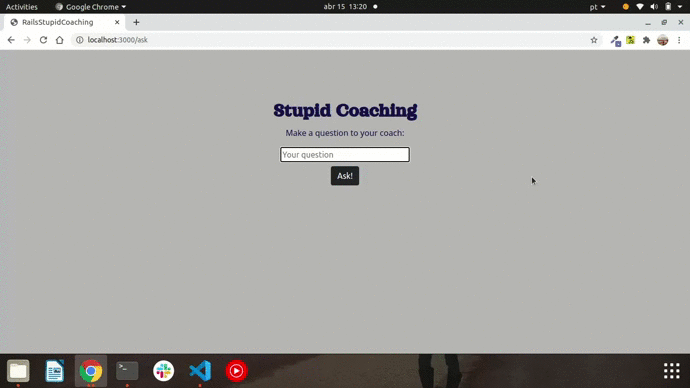 Activities
Google Chrome
abr 15 13:20
pt
RailsStupidCoaching
localhost:3000/ask
Stupid Coaching
Make a question to your coach:
Your question
Ask!